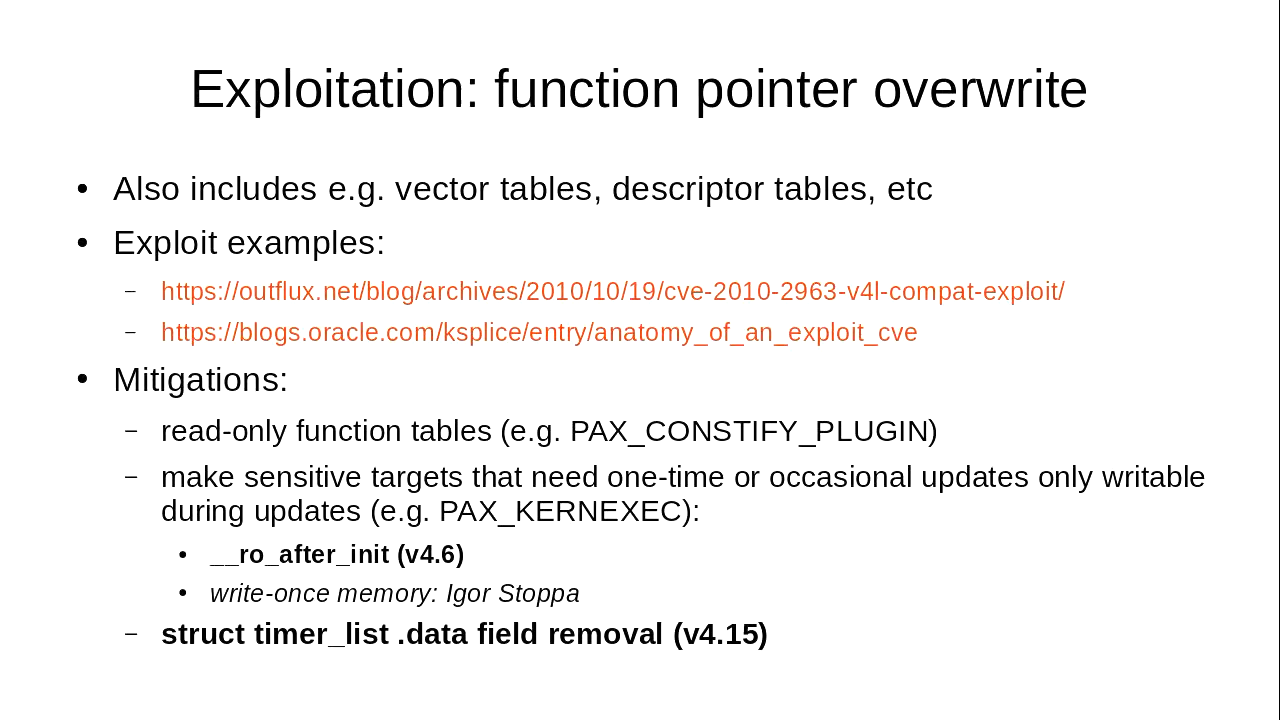 Exploitation: function pointer overwrite
• Also includes e.g. vector tables, descriptor tables, etc
• Exploit examples:
– https://outflux.net/blog/archives/2010/10/19/cve-2010-2963-v4l-compat-exploit/
– https://blogs.oracle.com/ksplice/entry/anatomy_of_an_exploit_cve
• Mitigations:
– read-only function tables (e.g. PAX_CONSTIFY_PLUGIN)
– make sensitive targets that need one-time or occasional updates only writable
during updates (e.g. PAX_KERNEXEC):
• __ro_after_init (v4.6)
• write-once memory: Igor Stoppa
– struct timer_list .data field removal (v4.15)